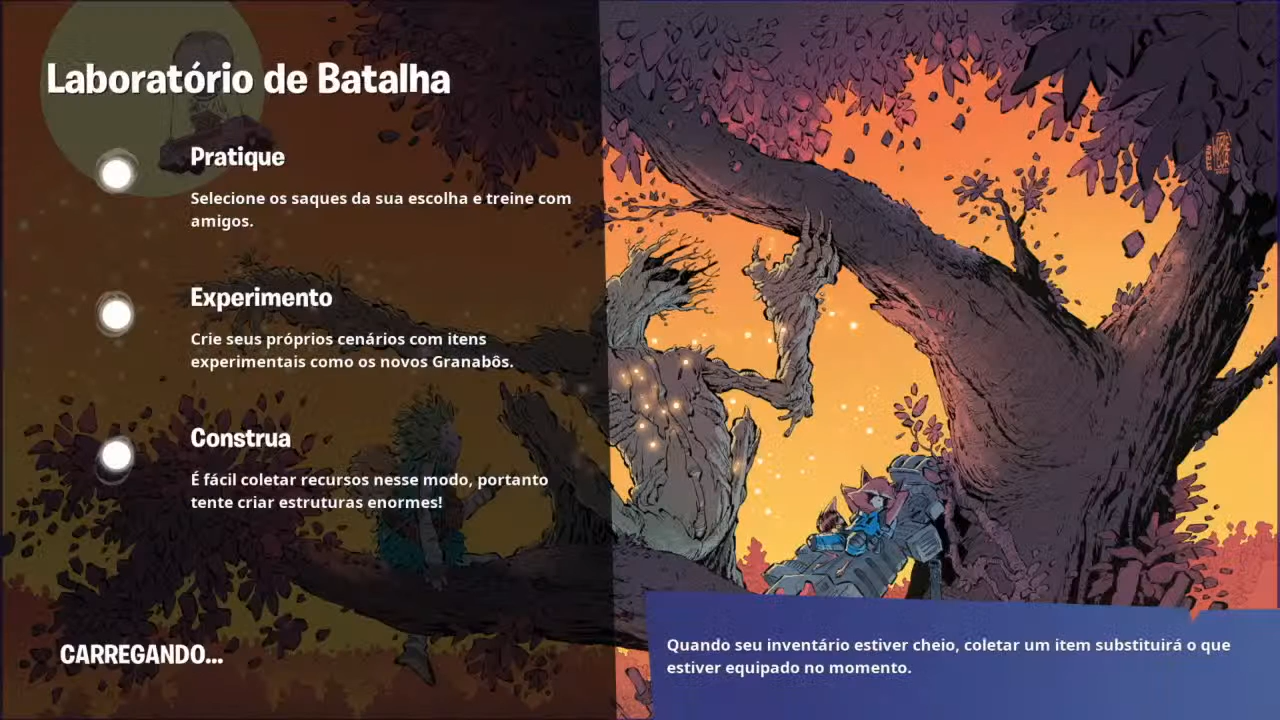 Laboratório de Batalha
Pratique
Selecione os saques da sua escolha e treine com
amigos.
Experimento
Crie seus próprios cenários com itens
experimentais como os novos Granabôs.
Construa
É fácil coletar recursos nesse modo, portanto
tente criar estruturas enormes!
CARREGANDO...
Quando seu inventário estiver cheio, coletar um item substituirá o que
estiver equipado no momento.